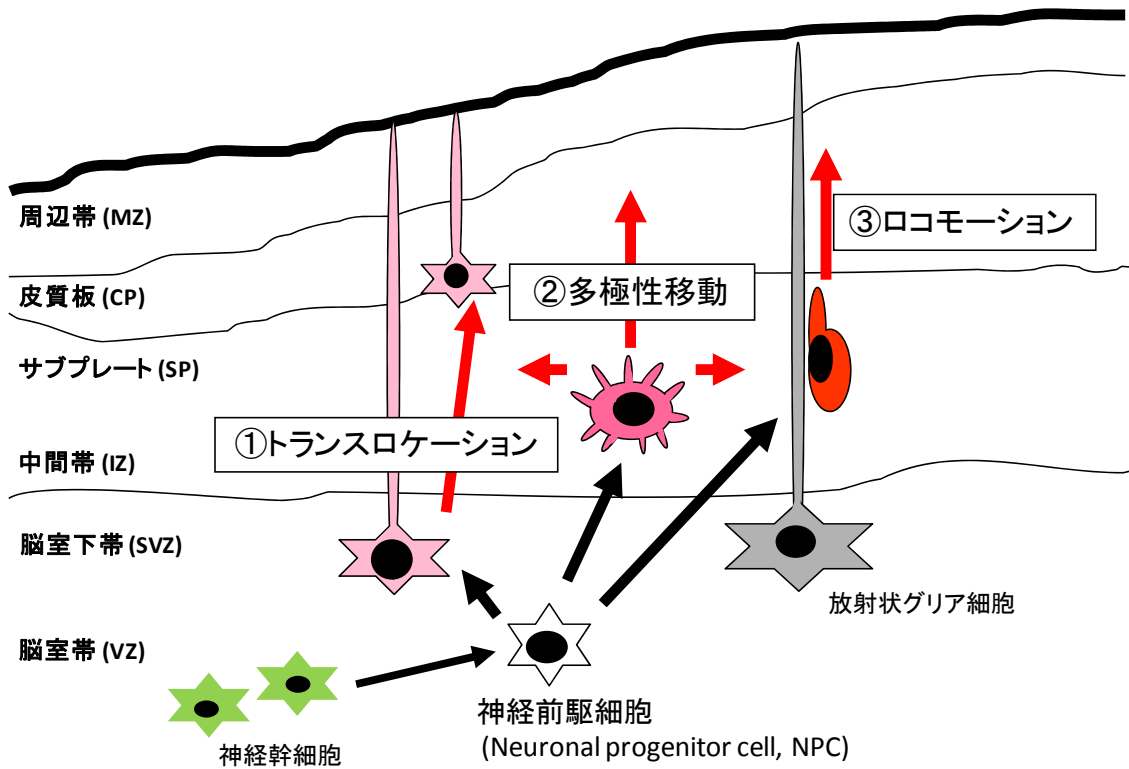 周辺帯 (MZ)
③ロコモーション
皮質板 (CP)
②多極性移動
サブプレート (SP)
①トランスロケーション
中間帯 (IZ)
脳室下帯 (SVZ)
放射状グリア細胞
脳室帯 (VZ)
神経前駆細胞
(Neuronal progenitor cell, NPC)
神経幹細胞